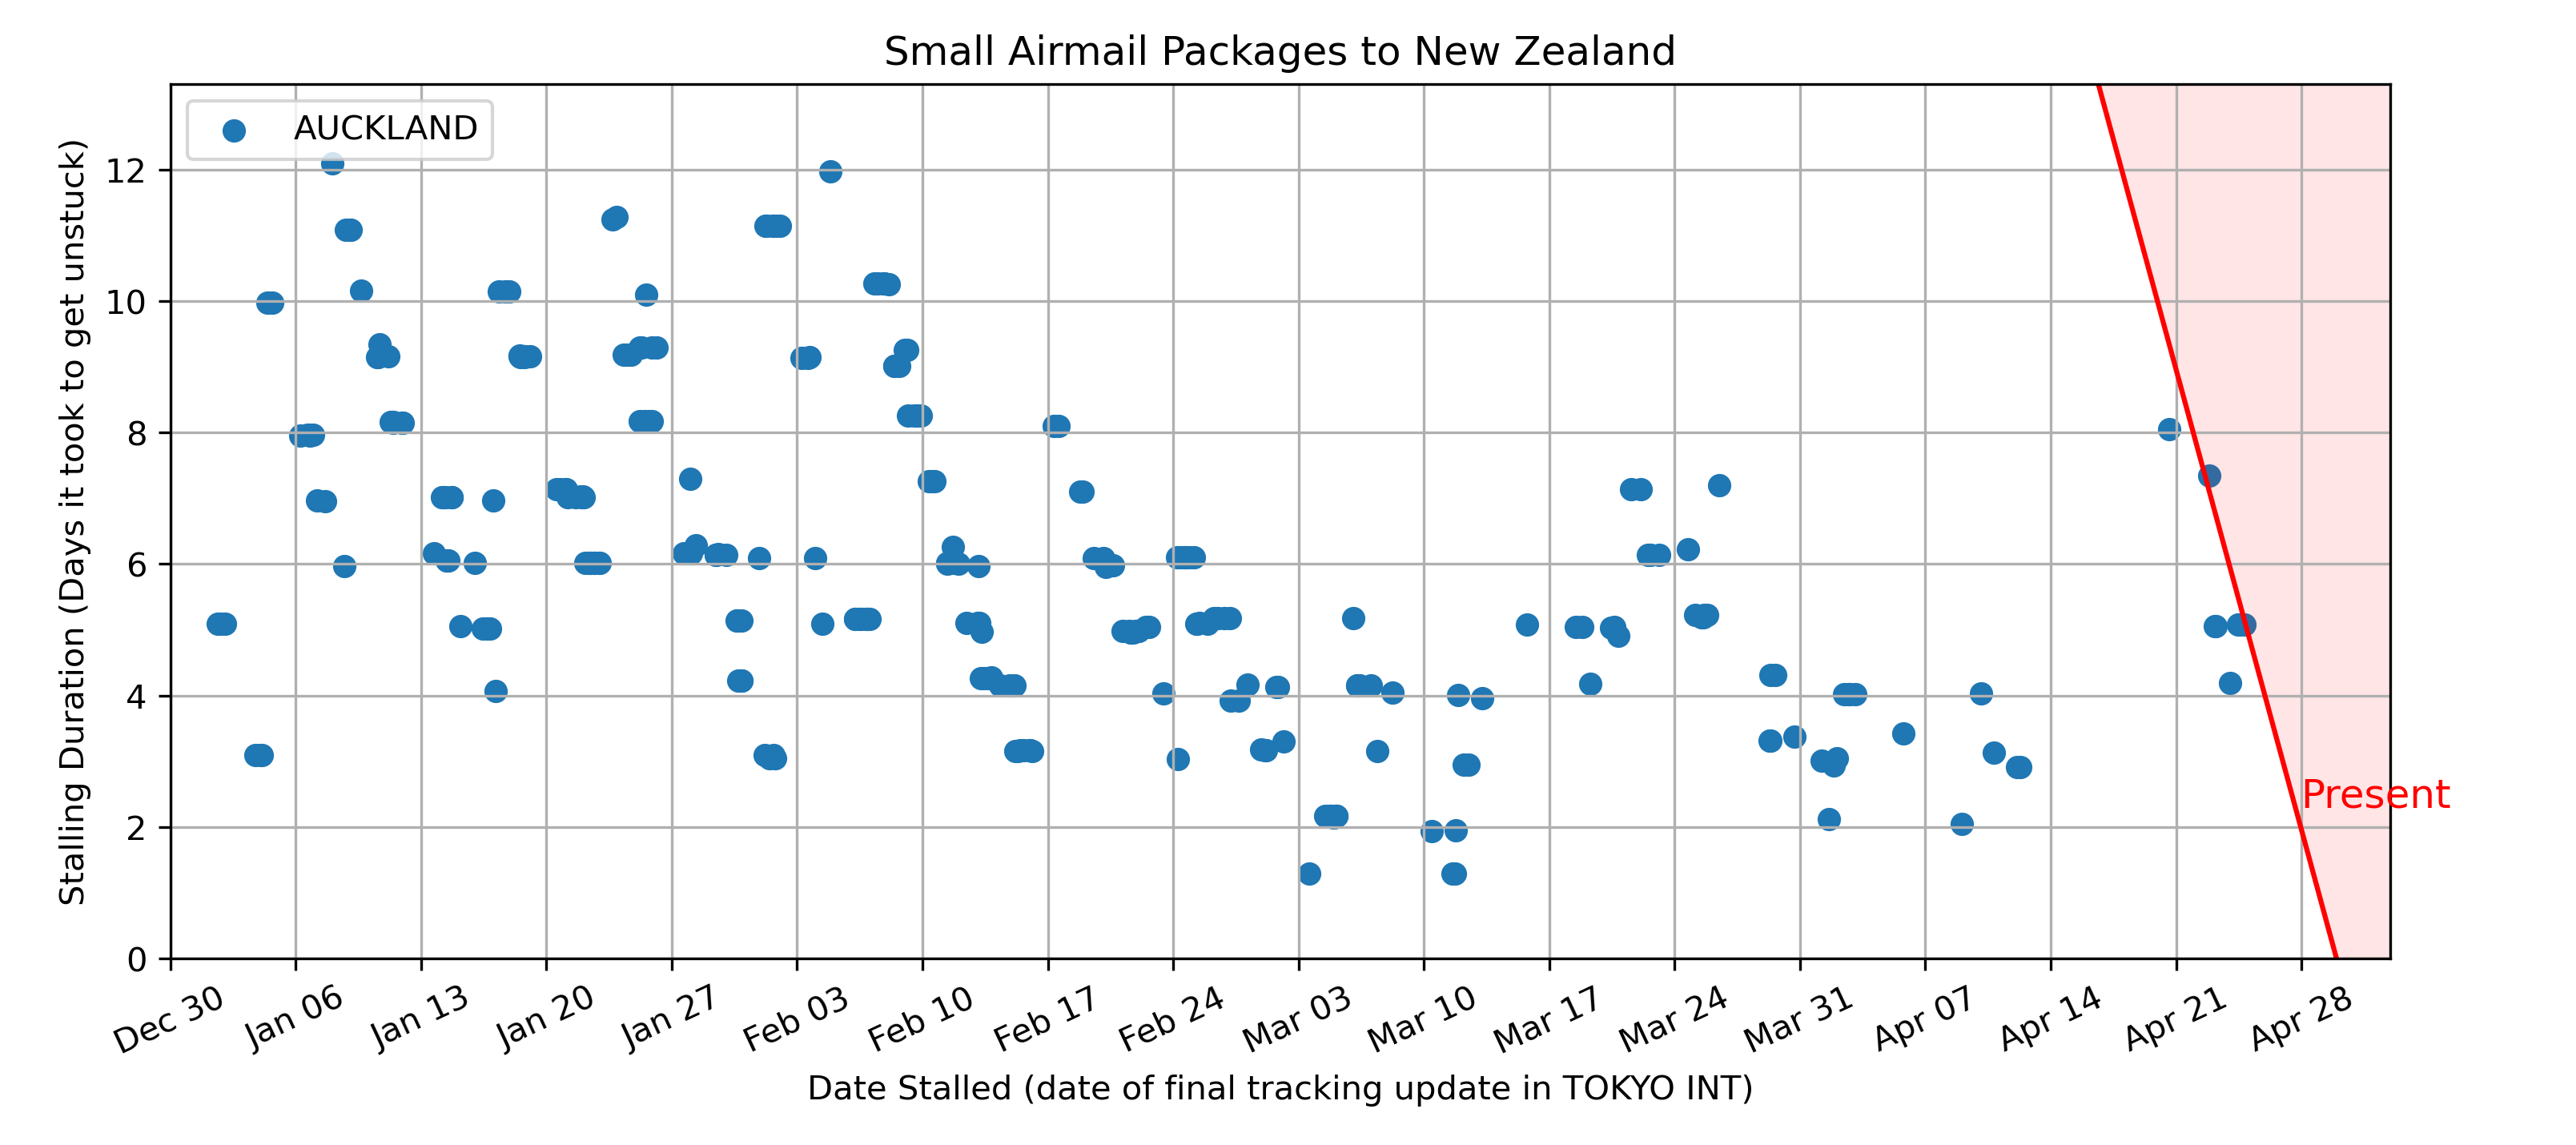 Small Airmail Packages to New Zealand
AUCKLAND
Stalling Duration (Days it took to get unstuck)
12
10
8
6
4
2
0
Present
Dec 30
Jan 06
Jan 13
Jan 20
Jan 27
Feb 03
Feb 10
Feb 17
Feb 24
Mar 03
Mar 10
Mar 17
Mar 24
Mar 31
Apr 07
Apr 14
Apr 21
Apr 28
Date Stalled (date of final tracking update in TOKYO INT)